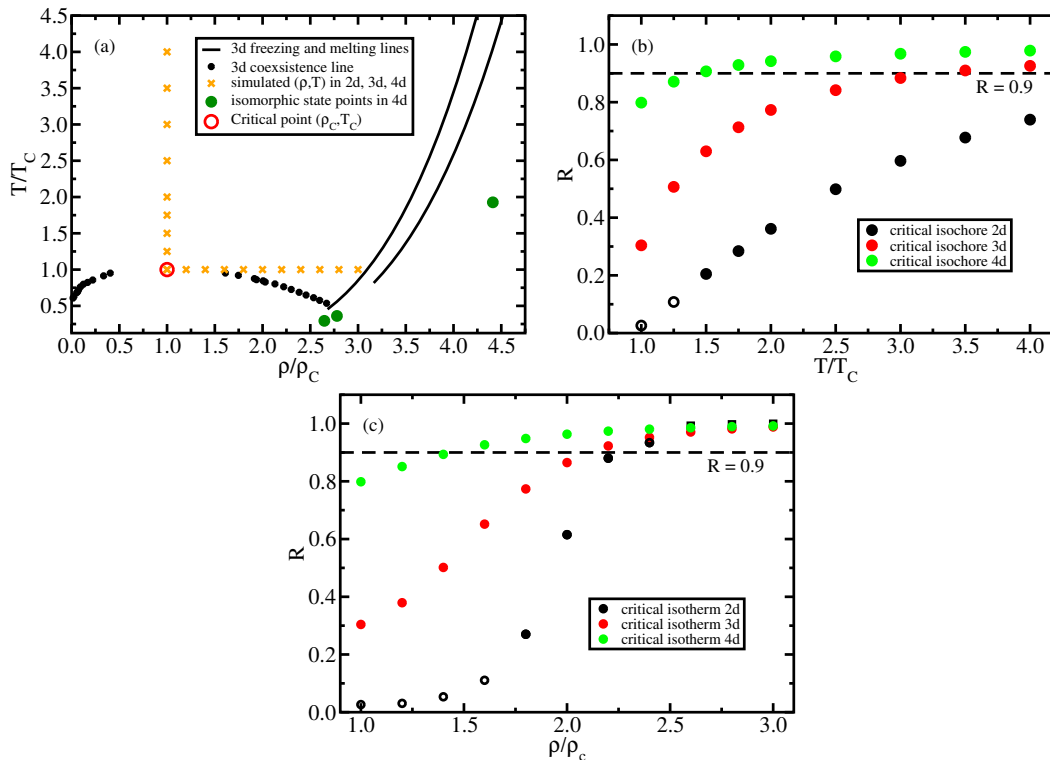 (a)
3d freezing and melting lines
3d coexistence line
simulated (ρ,T) in 2d, 3d, 4d
isomorphic state points in 4d
Critical point (ρ_C,T_C)
4.5
4.0
3.5
3.0
2.5
2.0
1.5
1.0
0.5
T/T_C
0.0 0.5 1.0 1.5 2.0 2.5 3.0 3.5 4.0 4.5
ρ/ρ_C
(b)
R = 0.9
critical isochore 2d
critical isochore 3d
critical isochore 4d
1.0
0.8
0.6
0.4
0.2
0.0
R
1.0 1.5 2.0 2.5 3.0 3.5 4.0
T/T_C
(c)
R = 0.9
critical isotherm 2d
critical isotherm 3d
critical isotherm 4d
1.0
0.8
0.6
0.4
0.2
0.0
R
1.0 1.5 2.0 2.5 3.0
ρ/ρ_c